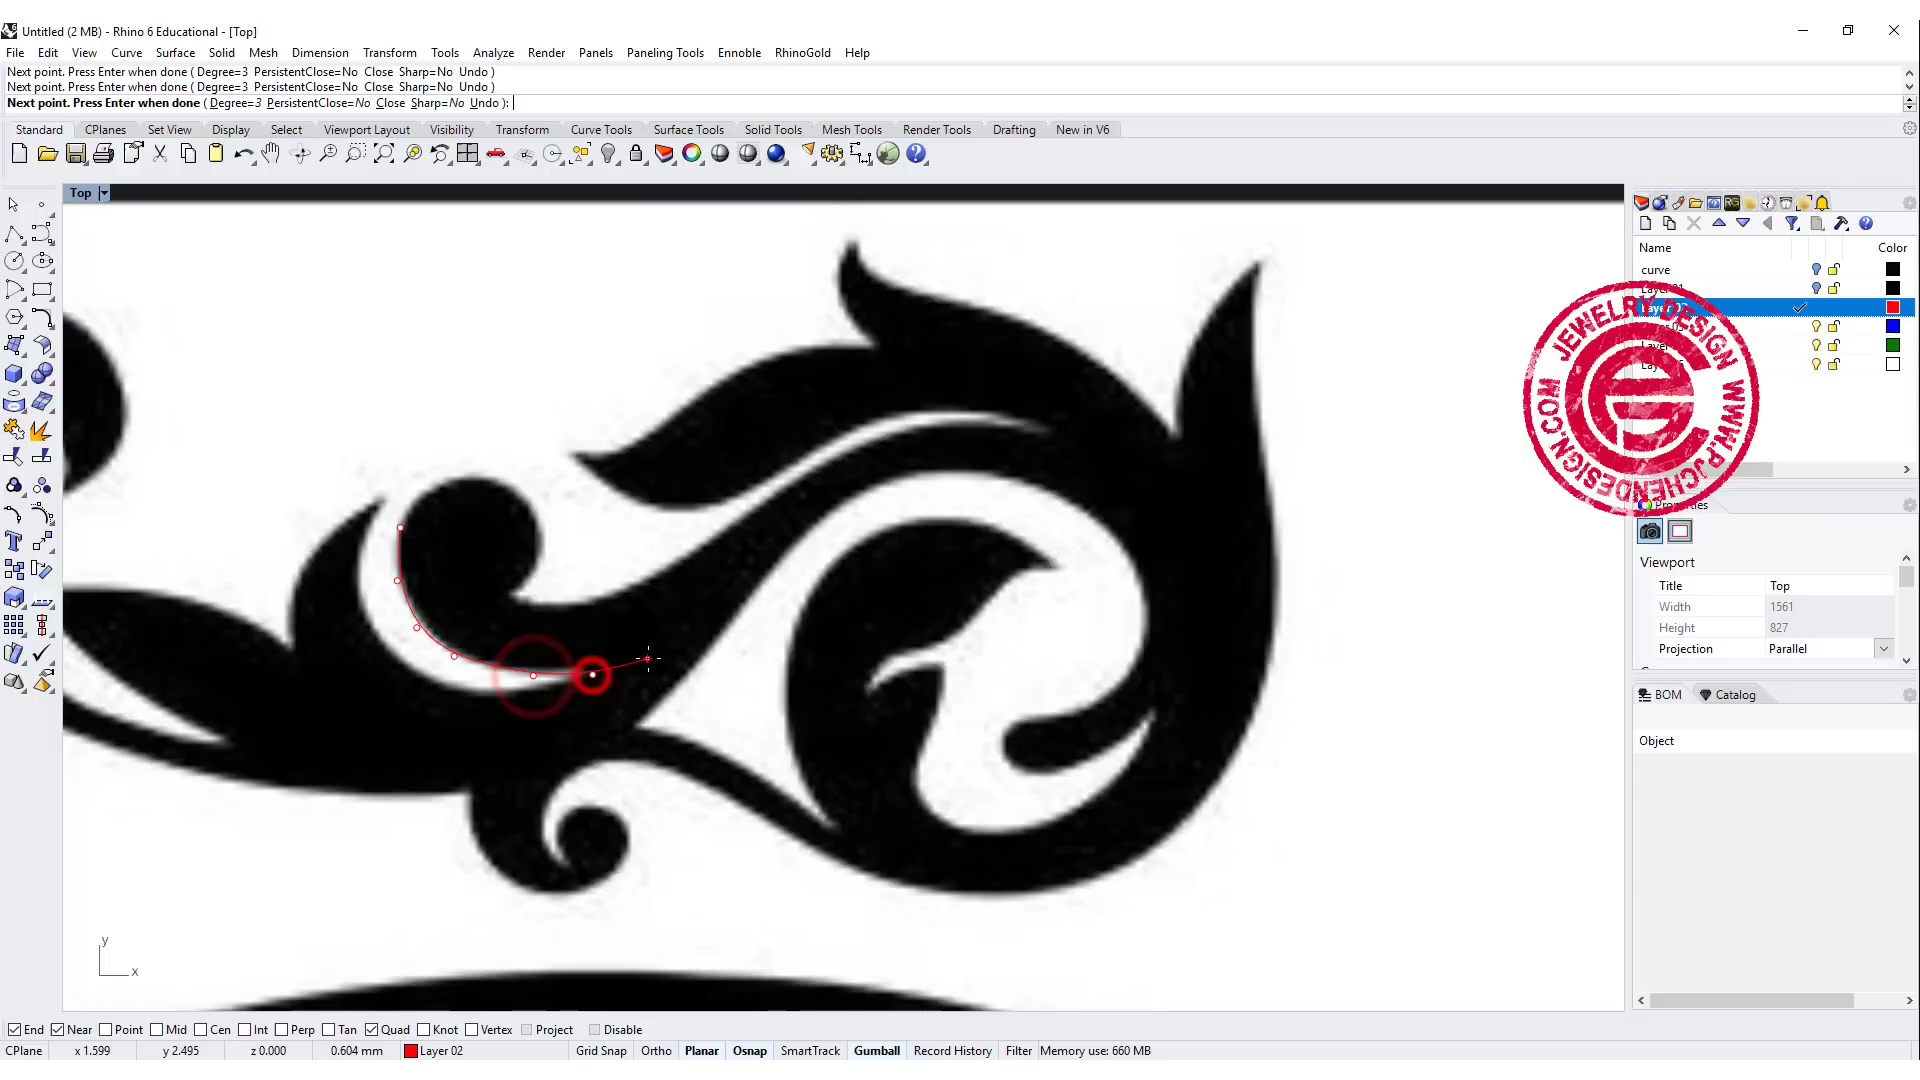 Untitled (2 MB) - Rhino 6 Educational - [Top]
File Edit View Curve Surface Solid Mesh Dimension Transform Tools Analyze Render Panels Paneling Tools Ennoble RhinoGold Help
Next point. Press Enter when done ( Degree=3 PersistentClose=No Close Sharp=No Undo )
Next point. Press Enter when done ( Degree=3 PersistentClose=No Close Sharp=No Undo )
Next point. Press Enter when done ( Degree=3 PersistentClose=No Close Sharp=No Undo ):
Standard CPlanes Set View Display Select Viewport Layout Visibility Transform Curve Tools Surface Tools Solid Tools Mesh Tools Render Tools Drafting New in V6
Top
Name Color
curve
JEWELRY DESIGN WWW.PJCHENDESIGN.COM
Properties
Viewport
Title Top
Width 1561
Height 827
Projection Parallel
BOM Catalog
Object
y
x
End Near Point Mid Cen Int Perp Tan Quad Knot Vertex Project Disable
CPlane x 1.599 y 2.495 z 0.000 0.604 mm Layer 02 Grid Snap Ortho Planar Osnap SmartTrack Gumball Record History Filter Memory use: 660 MB